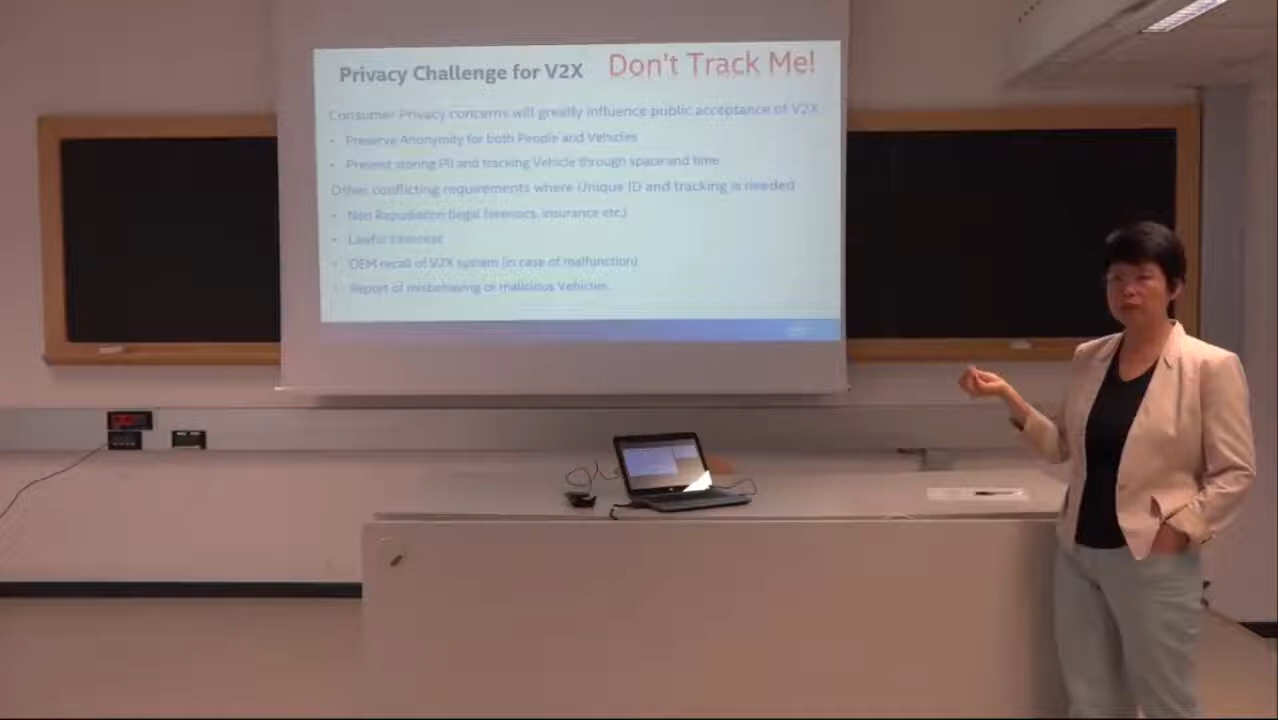 Privacy Challenge for V2X Don't Track Me!
Consumer Privacy concerns will greatly influence public acceptance of V2X
• Preserve Anonymity for both People and Vehicles
• Prevent storing PII and tracking Vehicle through space and time
Other conflicting requirements where Unique ID and tracking is needed
• Non Repudiation (legal forensics, insurance etc.)
• Lawful intercept
• OEM recall of V2X system (in case of malfunction)
• Report of misbehaving or malicious Vehicles